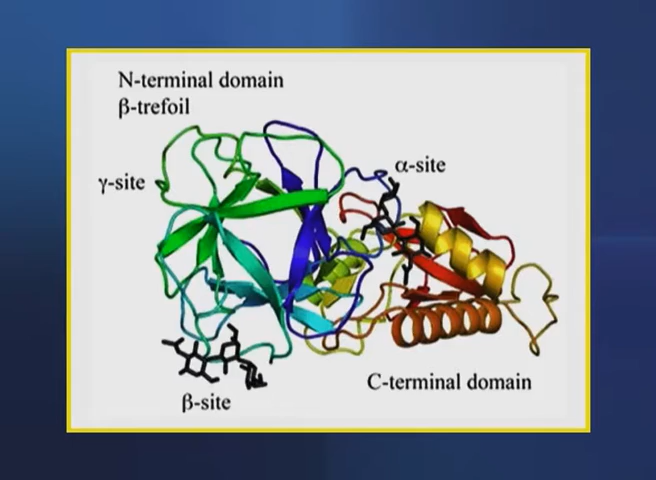 N-terminal domain
β-trefoil
γ-site
α-site
C-terminal domain
β-site